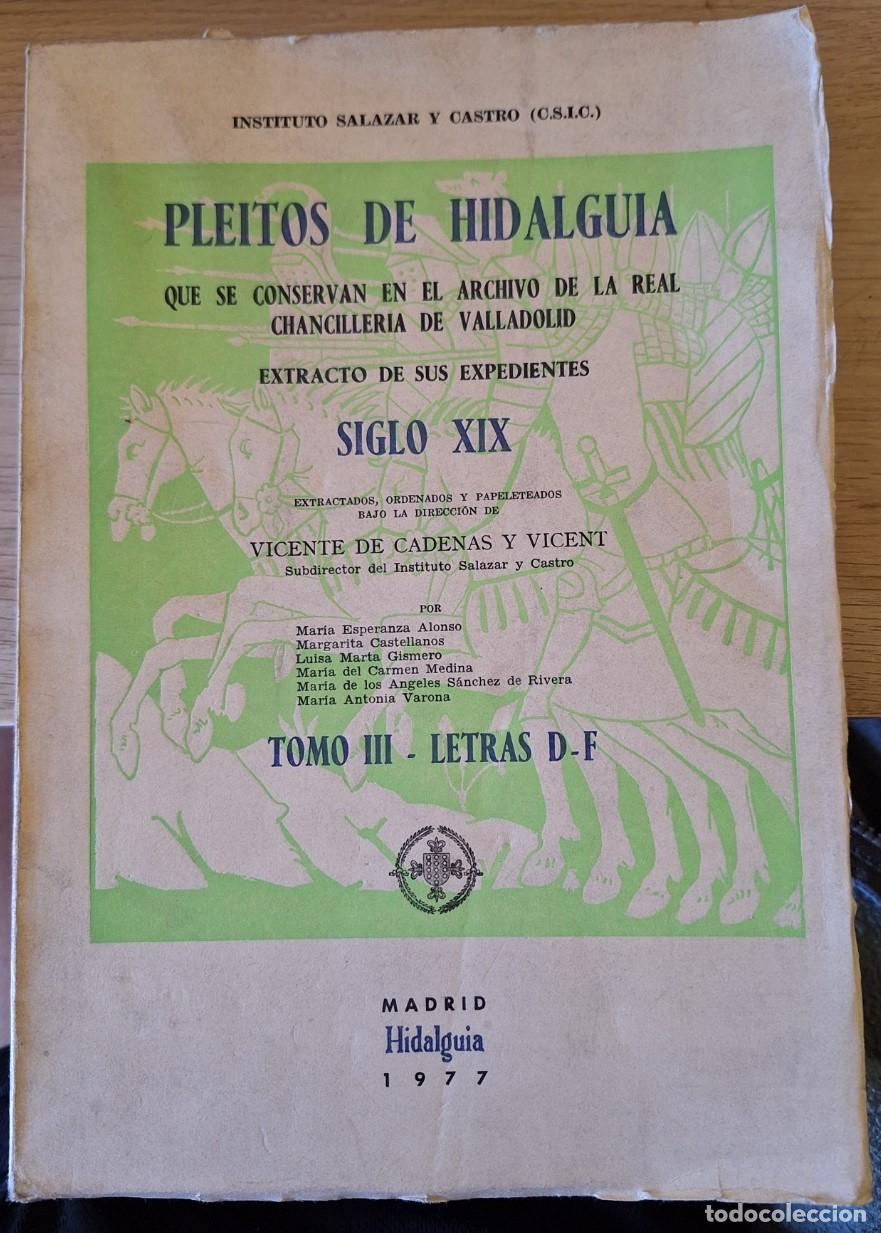 INSTITUTO SALAZAR Y CASTRO (C.S.I.C.)
PLEITOS DE HIDALGUIA
QUE SE CONSERVAN EN EL ARCHIVO DE LA REAL
CHANCILLERIA DE VALLADOLID
EXTRACTO DE SUS EXPEDIENTES
SIGLO XIX
EXTRACTADOS, ORDENADOS Y PAPELETEADOS
BAJO LA DIRECCIÓN DE
VICENTE DE CADENAS Y VICENT
Subdirector del Instituto Salazar y Castro
POR
María Esperanza Alonso
Margarita Castellanos
Luisa Marta Gismero
María del Carmen Medina
María de los Angeles Sánchez de Rivera
María Antonia Varona
TOMO III - LETRAS D-F
MADRID
Hidalguia
1977
todocoleccion